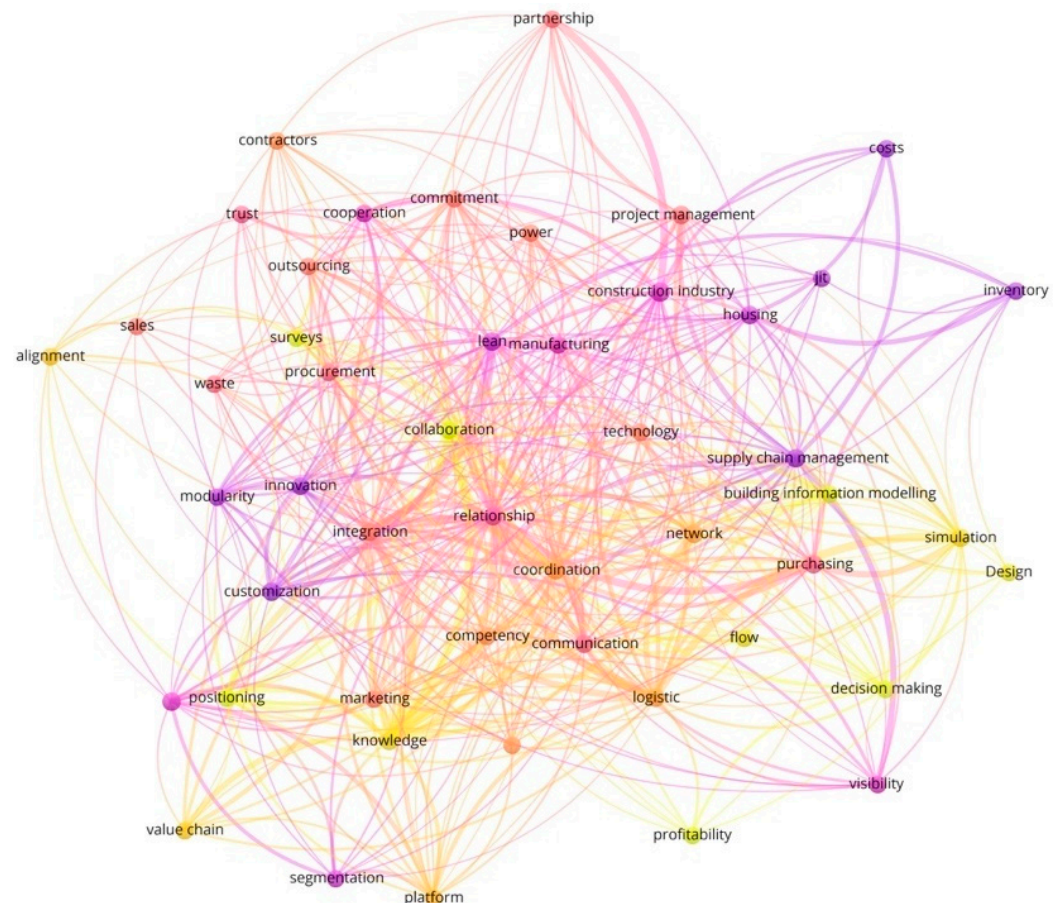 partnership
contractors
costs
commitment
cooperation
trust
project management
power
outsourcing
jit
inventory
construction industry
housing
sales
surveys
lean
manufacturing
alignment
procurement
waste
collaboration
technology
supply chain management
innovation
building information modelling
modularity
relationship
integration
network
simulation
coordination
purchasing
Design
customization
competency
communication
flow
positioning
marketing
logistic
decision making
knowledge
visibility
value chain
profitability
segmentation
platform